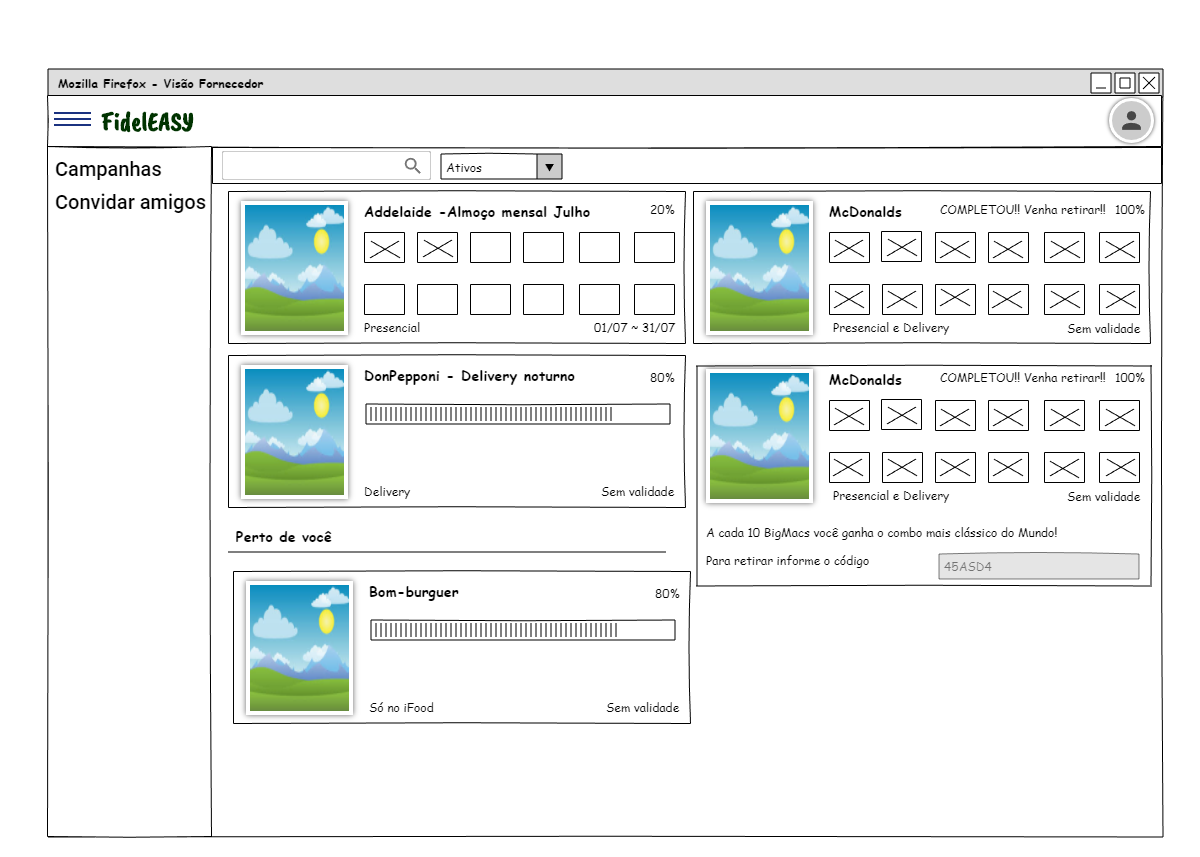 Mozilla Firefox - Visão Fornecedor
FidelEASY
Campanhas
Convidar amigos
Ativos
Addelaide -Almoço mensal Julho
20%
Presencial
01/07 ~ 31/07
McDonalds
COMPLETOU!! Venha retirar!!
100%
Presencial e Delivery
Sem validade
DonPepponi - Delivery noturno
80%
Delivery
Sem validade
McDonalds
COMPLETOU!! Venha retirar!!
100%
Presencial e Delivery
Sem validade
A cada 10 BigMacs você ganha o combo mais clássico do Mundo!
Para retirar informe o código
45ASD4
Perto de você
Bom-burguer
80%
Só no iFood
Sem validade